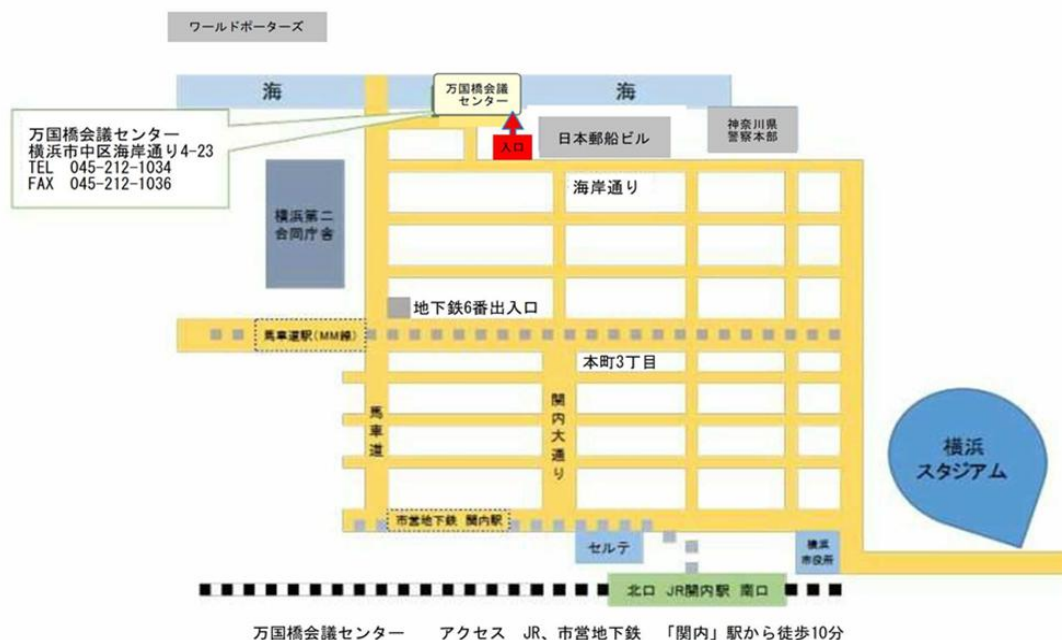 ワールドポーターズ
海
万国橋会議
センター
海
万国橋会議センター
横浜市中区海岸通り4-23
TEL 045-212-1034
FAX 045-212-1036
入口
日本郵船ビル
神奈川県
警察本部
海岸通り
横浜第二
合同庁舎
地下鉄6番出入口
馬車道駅(MM線)
本町3丁目
馬車道
関内大通り
横浜
スタジアム
市営地下鉄 関内駅
セルテ
横浜
市役所
北口 JR関内駅 南口
万国橋会議センター アクセス JR、市営地下鉄 「関内」駅から徒歩10分